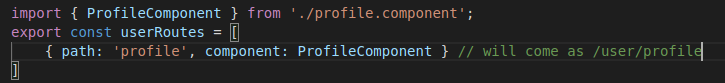 import { ProfileComponent } from './profile.component';
export const userRoutes = [
    { path: 'profile', component: ProfileComponent } // will come as /user/profile
]